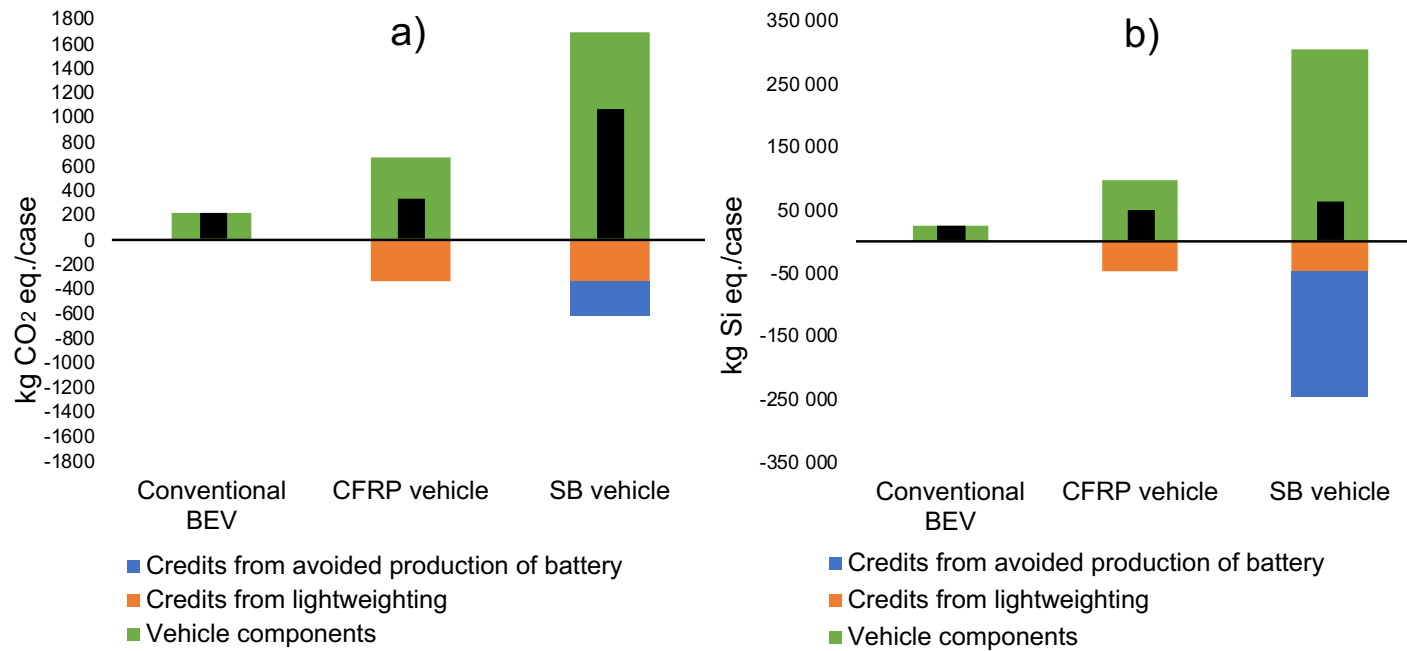 a)
kg CO2 eq./case
1800
1600
1400
1200
1000
800
600
400
200
0
-200
-400
-600
-800
-1000
-1200
-1400
-1600
-1800
Conventional
BEV
CFRP vehicle
SB vehicle
Credits from avoided production of battery
Credits from lightweighting
Vehicle components
b)
kg Si eq./case
350 000
250 000
150 000
50 000
-50 000
-150 000
-250 000
-350 000
Conventional
BEV
CFRP vehicle
SB vehicle
Credits from avoided production of battery
Credits from lightweighting
Vehicle components